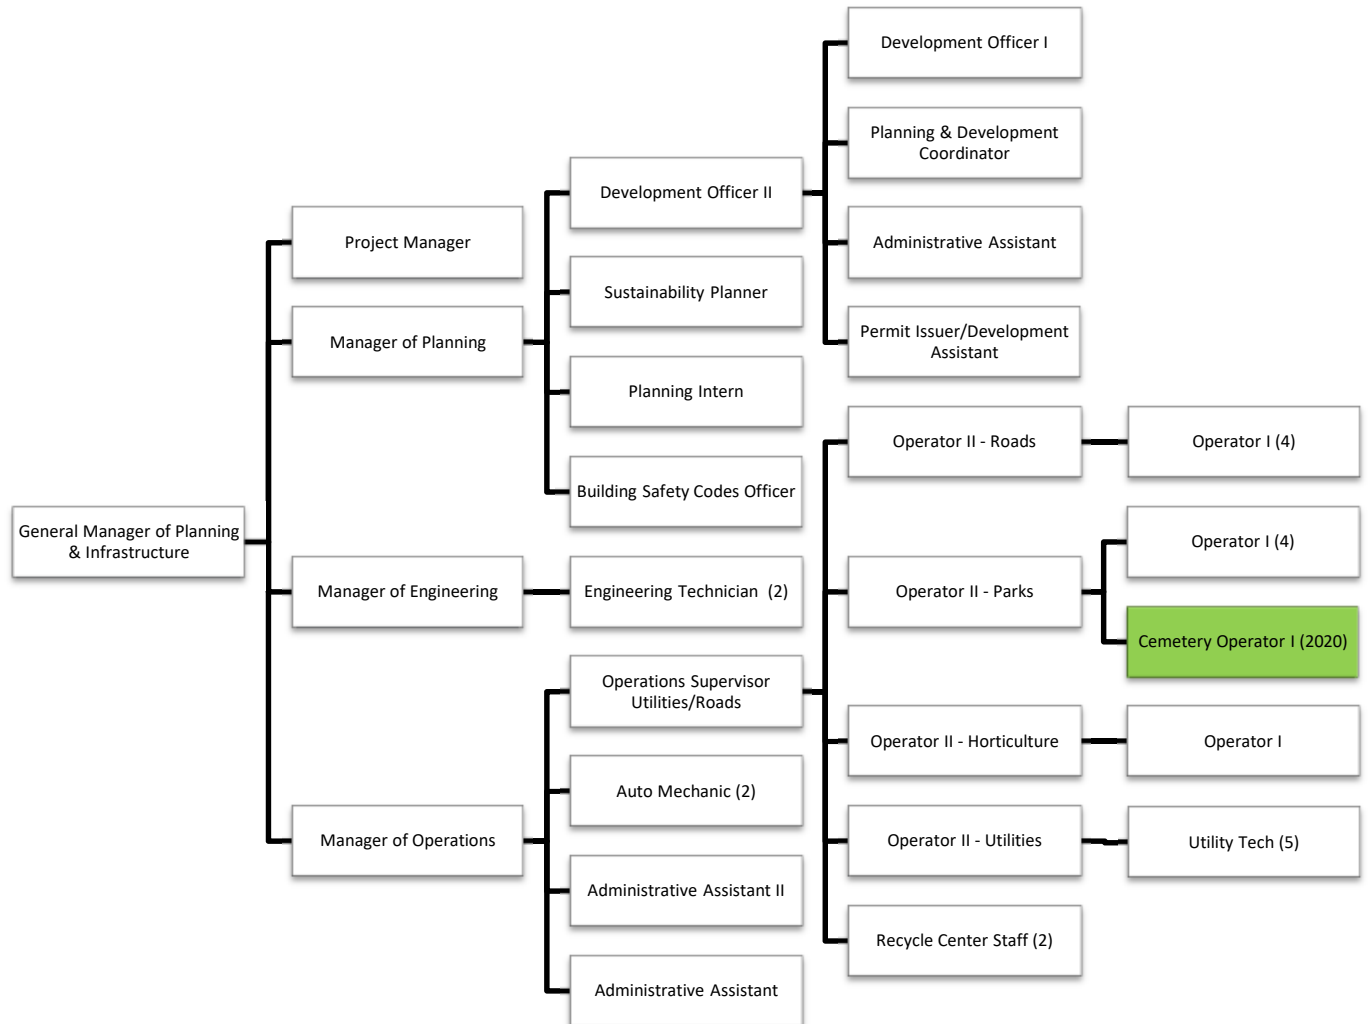 Development Officer I
Planning & Development
Coordinator
Development Officer II
Administrative Assistant
Project Manager
Sustainability Planner
Permit Issuer/Development
Assistant
Manager of Planning
Planning Intern
Operator II - Roads
Operator I (4)
Building Safety Codes Officer
General Manager of Planning
& Infrastructure
Operator I (4)
Manager of Engineering
Engineering Technician (2)
Operator II - Parks
Cemetery Operator I (2020)
Operations Supervisor
Utilities/Roads
Operator II - Horticulture
Operator I
Auto Mechanic (2)
Manager of Operations
Operator II - Utilities
Utility Tech (5)
Administrative Assistant II
Recycle Center Staff (2)
Administrative Assistant